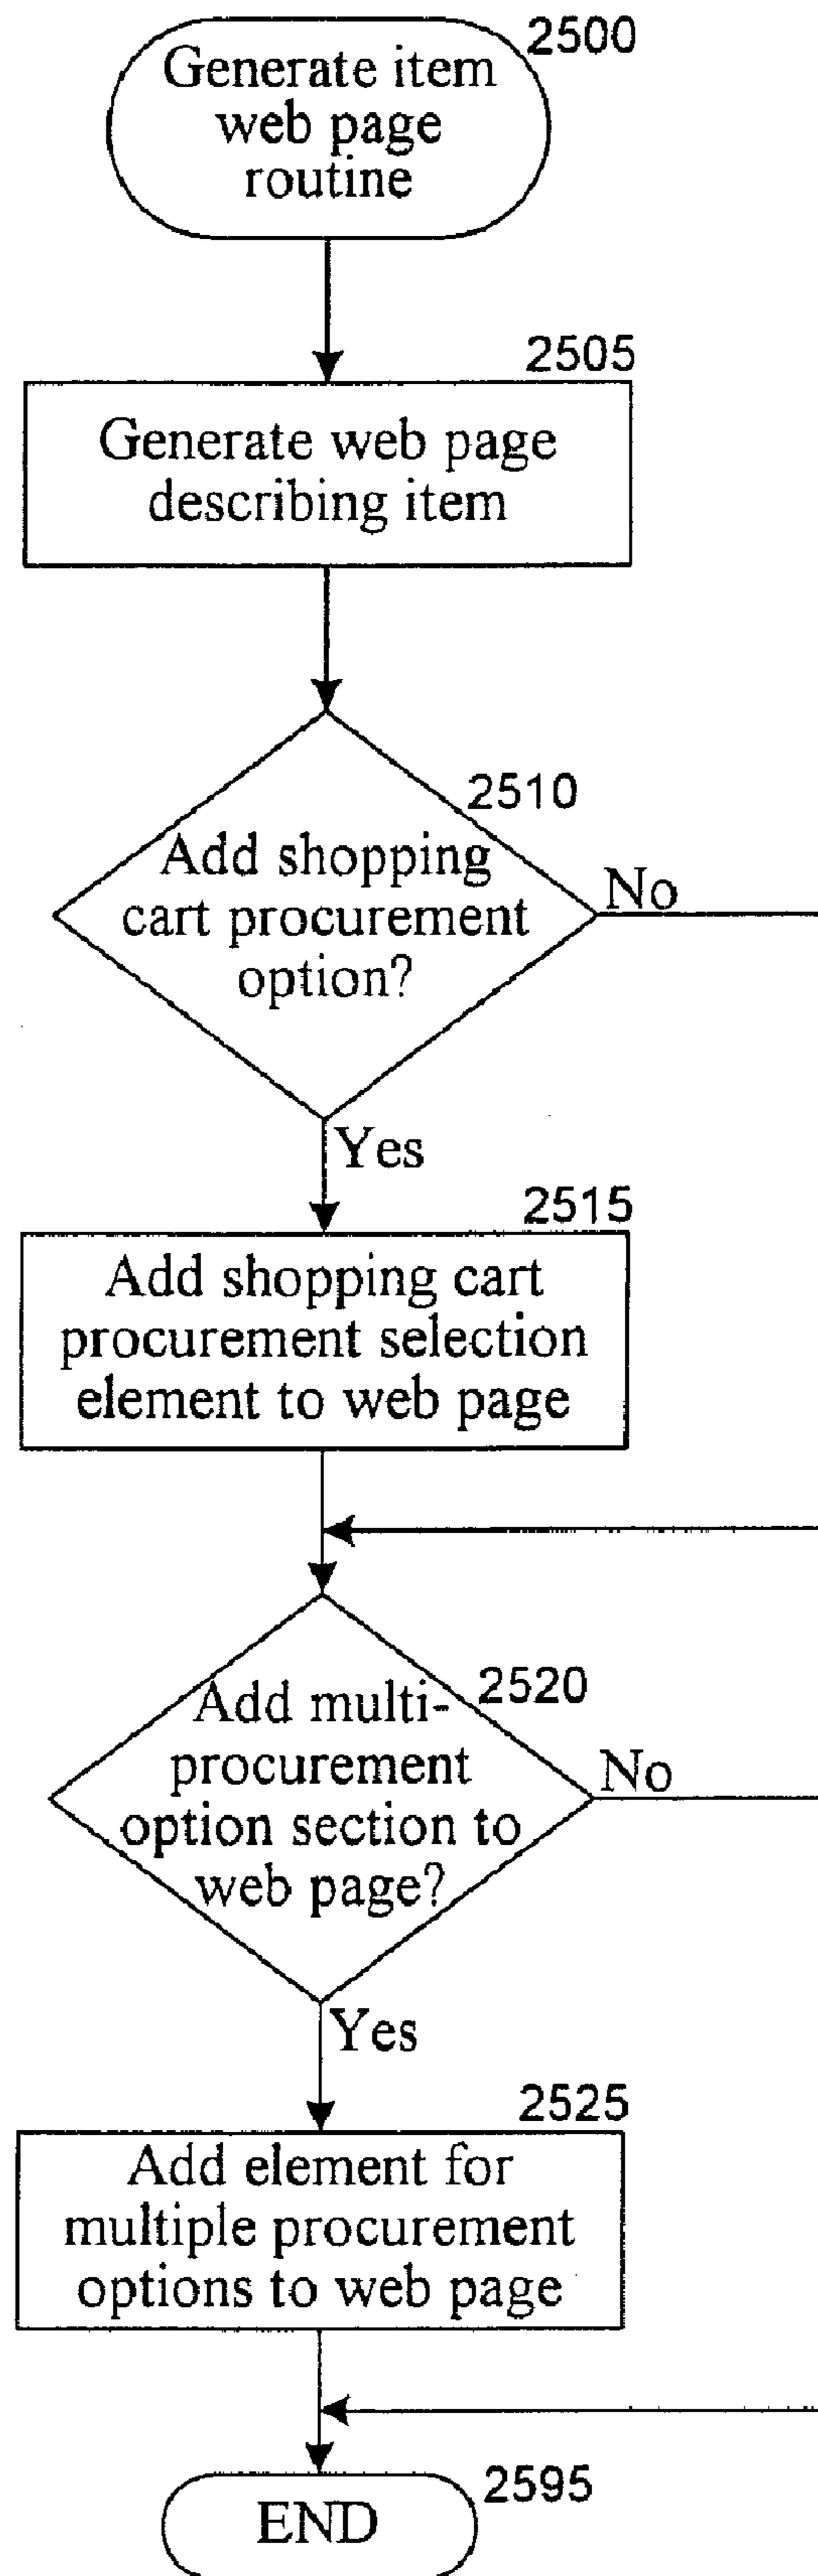 2500
Generate item
web page
routine
2505
Generate web page
describing item
2510
Add shopping
cart procurement
option?
No
Yes
2515
Add shopping cart
procurement selection
element to web page
2520
Add multi-
procurement
option section to
web page?
No
Yes
2525
Add element for
multiple procurement
options to web page
2595
END